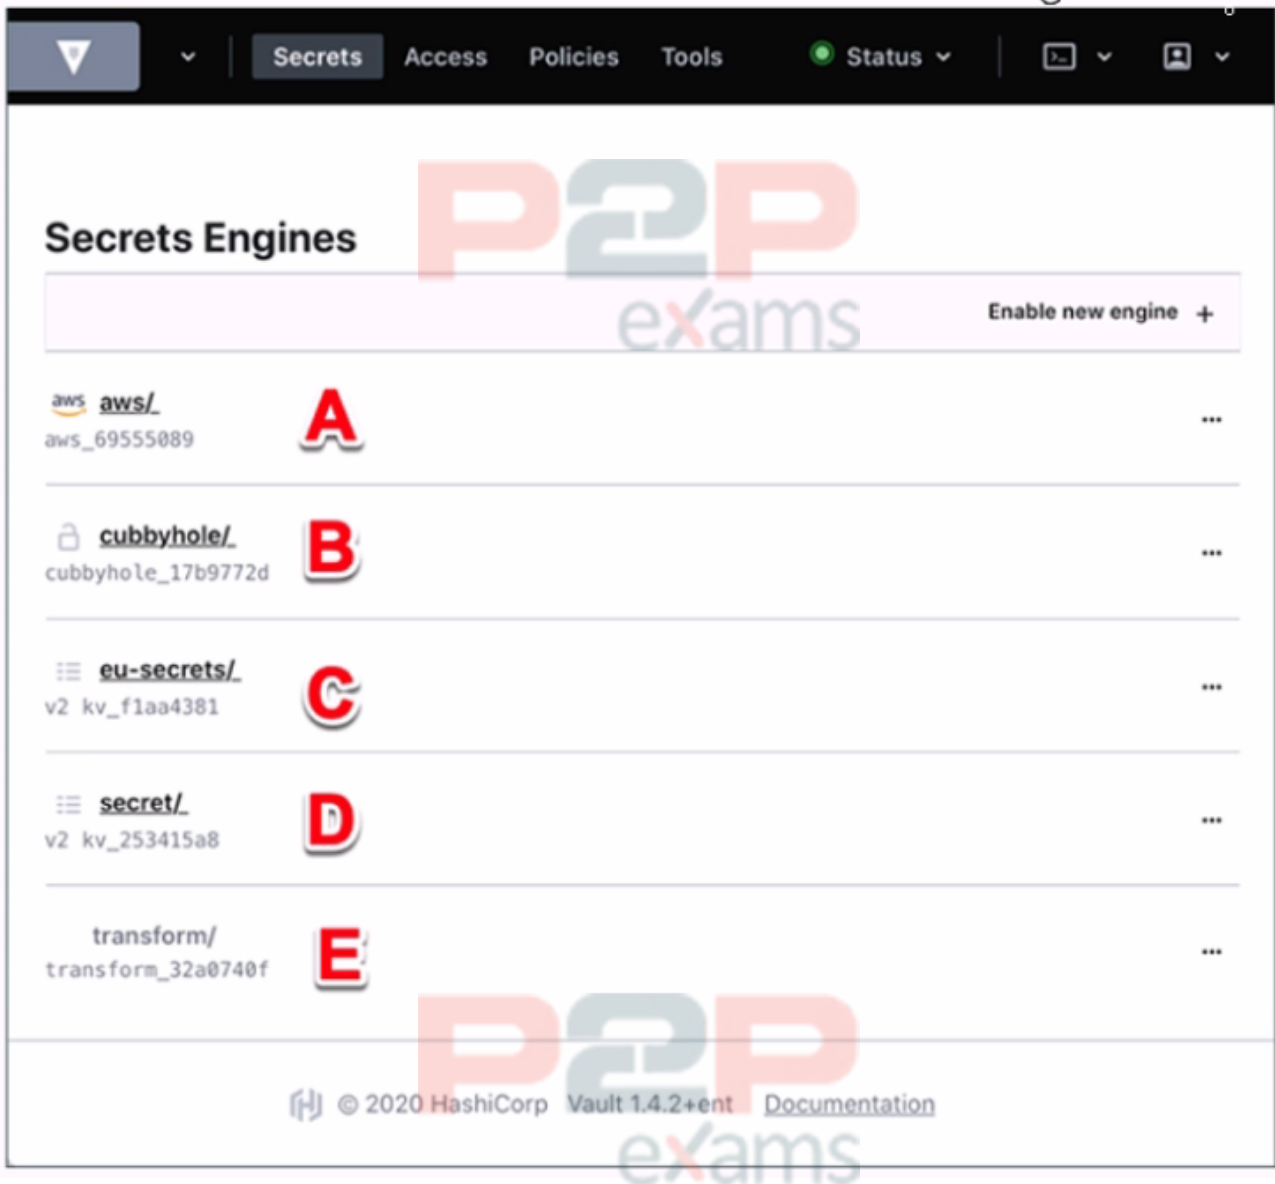 Secrets Access Policies Tools Status
P2P
exams
Secrets Engines
Enable new engine +
aws aws/ A
aws_69555089
cubbyhole/ B
cubbyhole_17b9772d
eu-secrets/ C
v2 kv_f1aa4381
secret/ D
v2 kv_253415a8
transform/ E
transform_32a0740f
P2P
© 2020 HashiCorp Vault 1.4.2+ent Documentation
exams